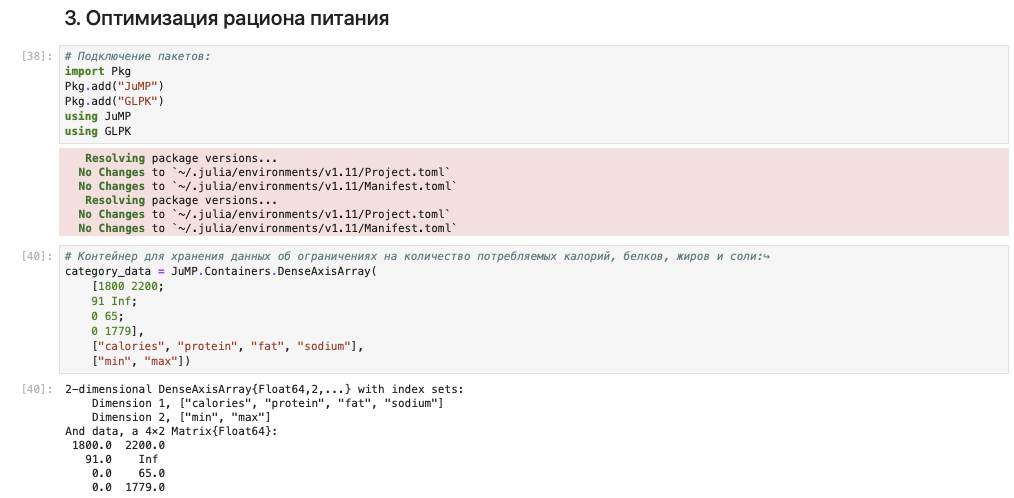 3. Оптимизация рациона питания
[38]: # Подключение пакетов:
import Pkg
Pkg.add("JuMP")
Pkg.add("GLPK")
using JuMP
using GLPK
   Resolving package versions...
  No Changes to `~/.julia/environments/v1.11/Project.toml`
  No Changes to `~/.julia/environments/v1.11/Manifest.toml`
   Resolving package versions...
  No Changes to `~/.julia/environments/v1.11/Project.toml`
  No Changes to `~/.julia/environments/v1.11/Manifest.toml`
[40]: # Контейнер для хранения данных об ограничениях на количество потребляемых калорий, белков, жиров и соли:↪
category_data = JuMP.Containers.DenseAxisArray(
    [1800 2200;
    91 Inf;
    0 65;
    0 1779],
    ["calories", "protein", "fat", "sodium"],
    ["min", "max"])
[40]: 2-dimensional DenseAxisArray{Float64,2,...} with index sets:
    Dimension 1, ["calories", "protein", "fat", "sodium"]
    Dimension 2, ["min", "max"]
And data, a 4×2 Matrix{Float64}:
 1800.0  2200.0
   91.0    Inf
    0.0    65.0
    0.0  1779.0